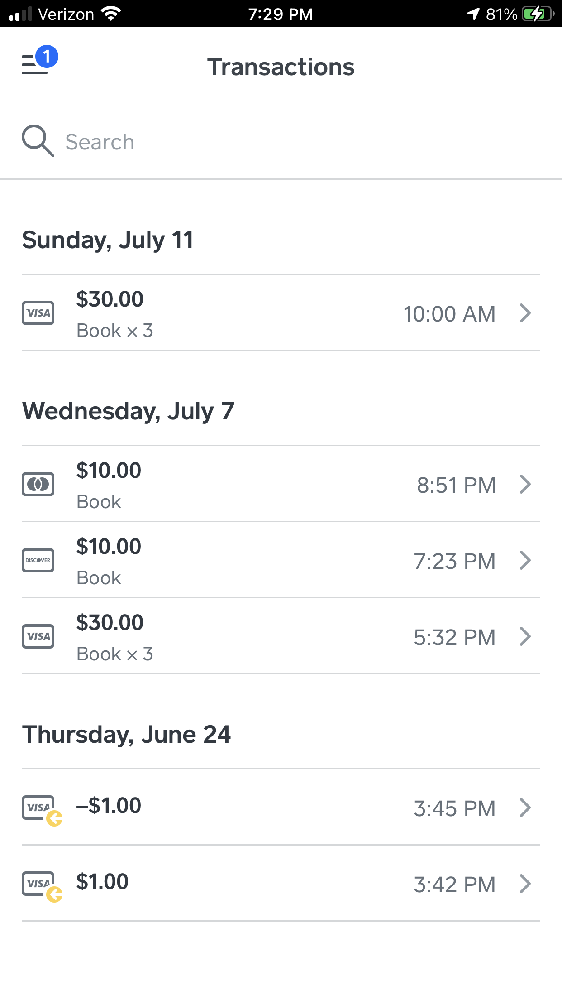 Verizon 7:29 PM 81%
1
Transactions
Search
Sunday, July 11
VISA $30.00 10:00 AM
Book × 3
Wednesday, July 7
$10.00 8:51 PM
Book
DISCOVER $10.00 7:23 PM
Book
VISA $30.00 5:32 PM
Book × 3
Thursday, June 24
VISA –$1.00 3:45 PM
VISA $1.00 3:42 PM